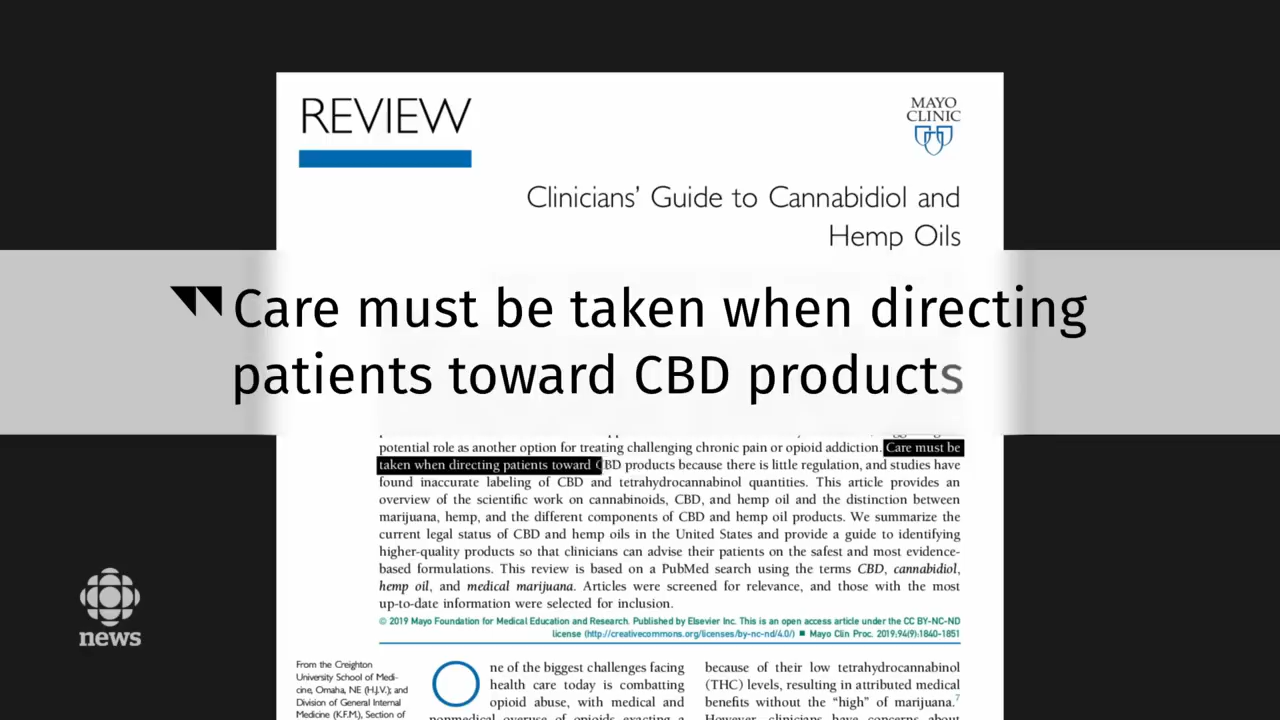 REVIEW
MAYO
CLINIC
Clinicians' Guide to Cannabidiol and
Hemp Oils
Care must be taken when directing
patients toward CBD products
potential role as another option for treating challenging chronic pain or opioid addiction. Care must be
taken when directing patients toward CBD products because there is little regulation, and studies have
found inaccurate labeling of CBD and tetrahydrocannabinol quantities. This article provides an
overview of the scientific work on cannabinoids, CBD, and hemp oil and the distinction between
marijuana, hemp, and the different components of CBD and hemp oil products. We summarize the
current legal status of CBD and hemp oils in the United States and provide a guide to identifying
higher-quality products so that clinicians can advise their patients on the safest and most evidence-
based formulations. This review is based on a PubMed search using the terms CBD, cannabidiol,
hemp oil, and medical marijuana. Articles were screened for relevance, and those with the most
up-to-date information were selected for inclusion.
© 2019 Mayo Foundation for Medical Education and Research. Published by Elsevier Inc. This is an open access article under the CC BY-NC-ND
license (http://creativecommons.org/licenses/by-nc-nd/4.0/) ■ Mayo Clin Proc. 2019;94(9):1840-1851
From the Creighton
University School of Medi-
cine, Omaha, NE (H.J.V.); and
Division of General Internal
Medicine (K.F.M.), Section of
One of the biggest challenges facing
health care today is combatting
opioid abuse, with medical and
nonmedical overuse of opioids exacting a
because of their low tetrahydrocannabinol
(THC) levels, resulting in attributed medical
benefits without the “high” of marijuana.7
However, clinicians have concerns about
news